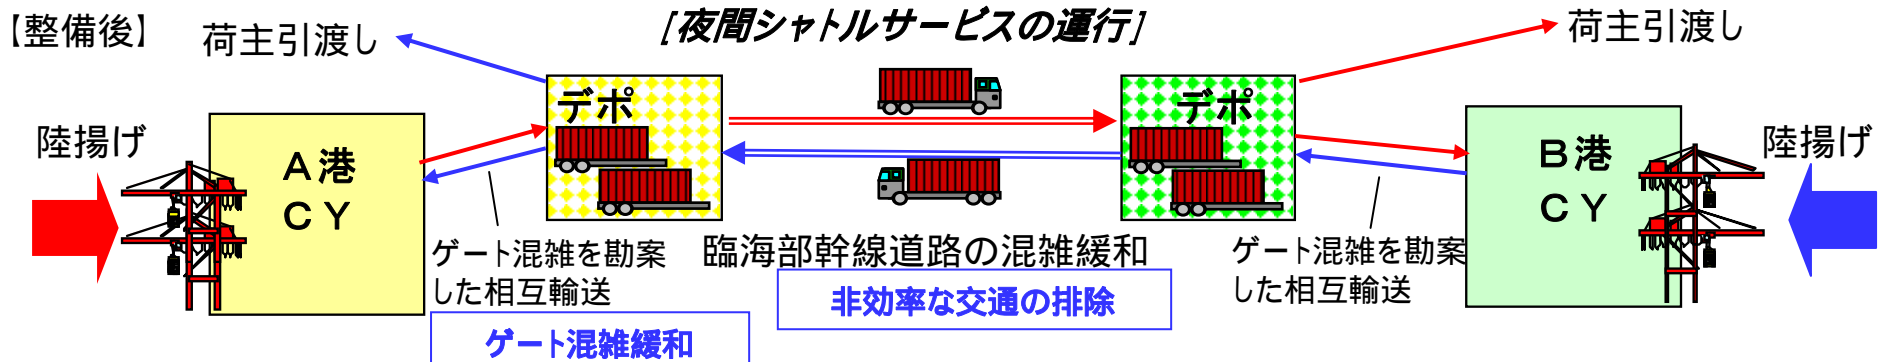 【整備後】
荷主引渡し
[夜間シャトルサービスの運行]
荷主引渡し
デポ
デポ
陸揚げ
A港
CY
B港
CY
陸揚げ
ゲート混雑を勘案
した相互輸送
臨海部幹線道路の混雑緩和
ゲート混雑を勘案
した相互輸送
非効率な交通の排除
ゲート混雑緩和